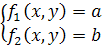 {f₁(x, y) = a
{f₂(x, y) = b